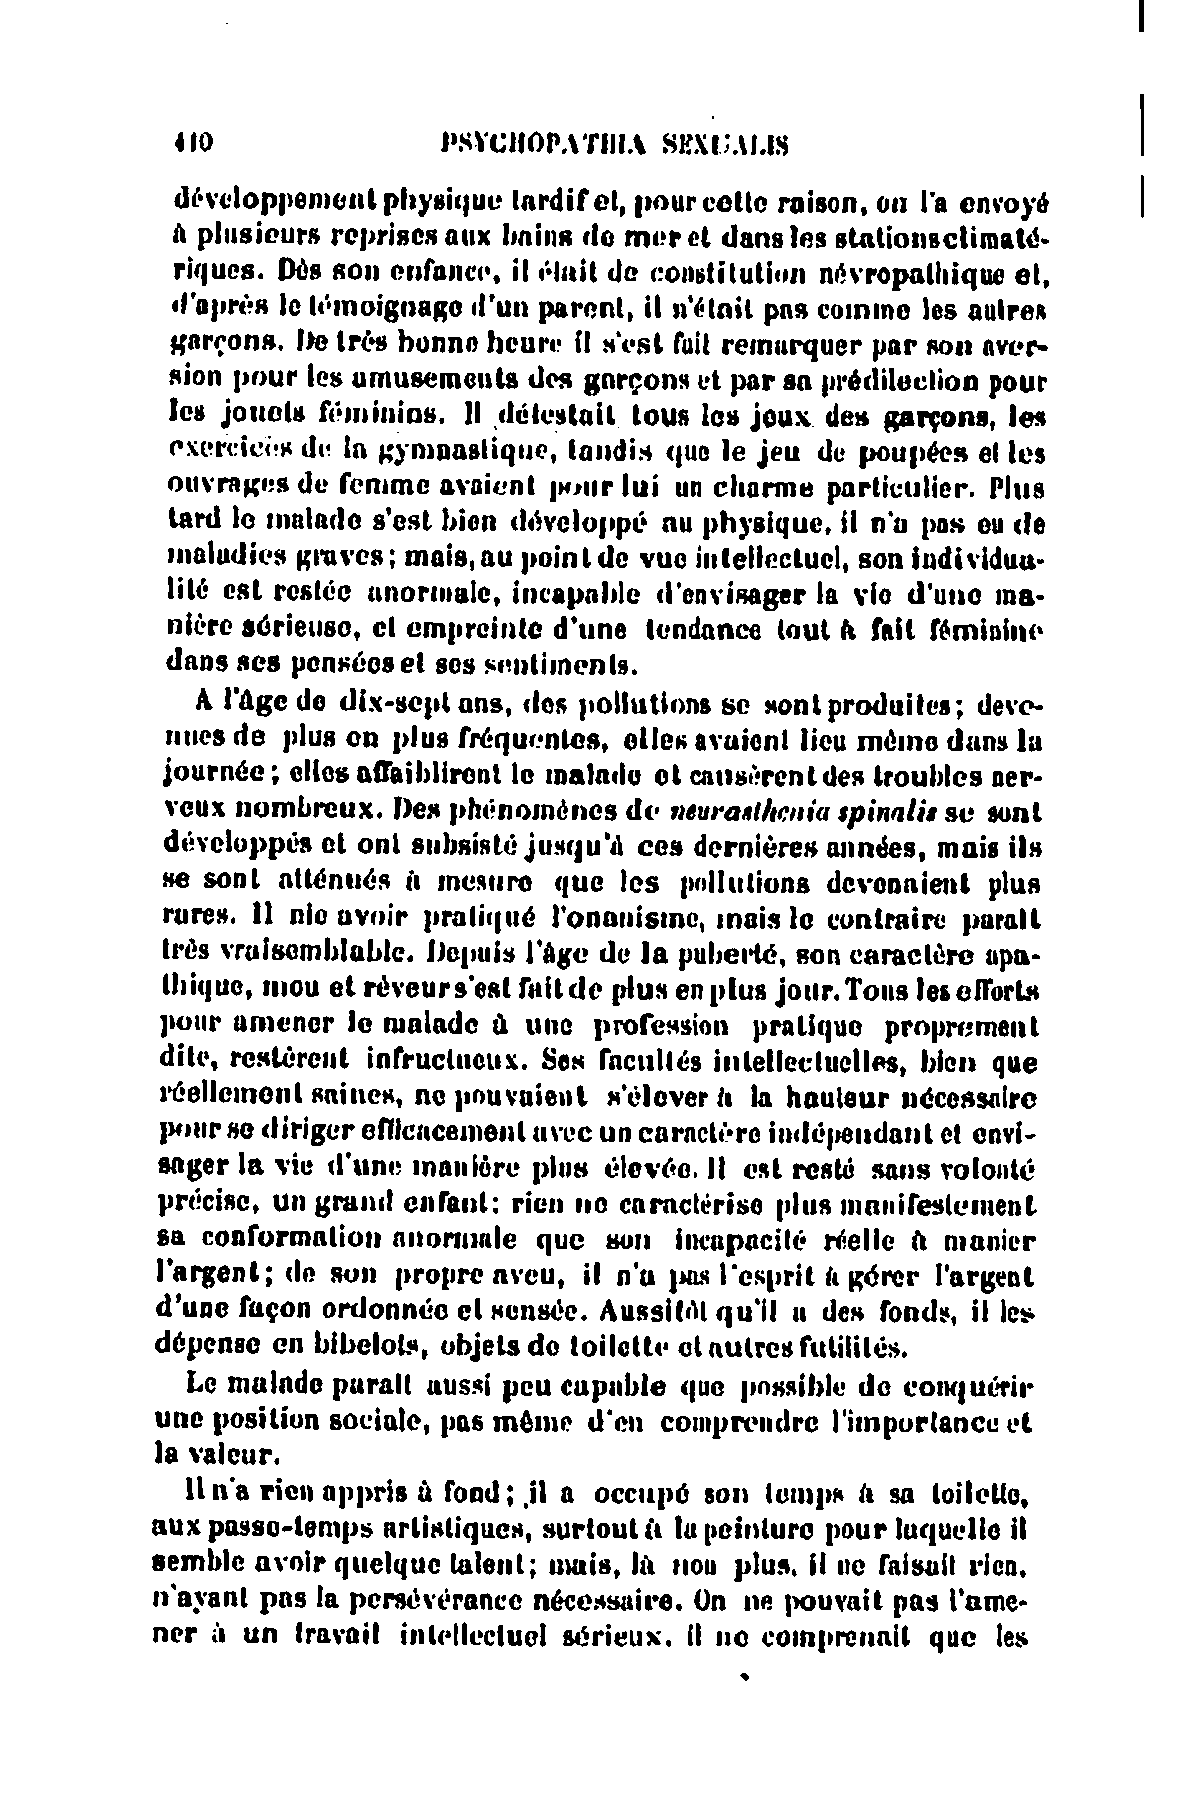 410 PSYCHOPATHIA SEXUALIS
développement physique tardif et, pour cette raison, on l'a envoyé
à plusieurs reprises aux bains de mer et dans les stations climaté-
riques. Dès son enfance, il était de constitution névropathique et,
d'après le témoignage d'un parent, il n'était pas comme les autres
garçons. De très bonne heure il s'est fait remarquer par son aver-
sion pour les amusements des garçons et par sa prédilection pour
les jouets féminins. Il détestait tous les jeux des garçons, les
exercices de la gymnastique, tandis que le jeu de poupées et les
ouvrages de femme avaient pour lui un charme particulier. Plus
tard le malade s'est bien développé au physique, il n'a pas eu de
maladies graves; mais, au point de vue intellectuel, son individua-
lité est restée anormale, incapable d'envisager la vie d'une ma-
nière sérieuse, et empreinte d'une tendance tout à fait féminine
dans ses pensées et ses sentiments.
A l'âge de dix-sept ans, des pollutions se sont produites; deve-
nues de plus en plus fréquentes, elles avaient lieu même dans la
journée; elles affaiblirent le malade et causèrent des troubles ner-
veux nombreux. Des phénomènes de neurasthenia spinalis se sont
développés et ont subsisté jusqu'à ces dernières années, mais ils
se sont atténués à mesure que les pollutions devenaient plus
rares. Il nie avoir pratiqué l'onanisme, mais le contraire paraît
très vraisemblable. Depuis l'âge de la puberté, son caractère apa-
thique, mou et rêveur s'est fait de plus en plus jour. Tous les efforts
pour amener le malade à une profession pratique proprement
dite, restèrent infructueux. Ses facultés intellectuelles, bien que
réellement saines, ne pouvaient s'élever à la hauteur nécessaire
pour se diriger efficacement avec un caractère indépendant et envi-
sager la vie d'une manière plus élevée. Il est resté sans volonté
précise, un grand enfant: rien ne caractérise plus manifestement
sa conformation anormale que son incapacité réelle à manier
l'argent; de son propre aveu, il n'a pas l'esprit à gérer l'argent
d'une façon ordonnée et sensée. Aussitôt qu'il a des fonds, il les
dépense en bibelots, objets de toilette et autres futilités.
Le malade paraît aussi peu capable que possible de conquérir
une position sociale, pas même d'en comprendre l'importance et
la valeur.
Il n'a rien appris à fond; il a occupé son temps à sa toilette,
aux passe-temps artistiques, surtout à la peinture pour laquelle il
semble avoir quelque talent; mais, là non plus, il ne faisait rien,
n'ayant pas la persévérance nécessaire. On ne pouvait pas l'ame-
ner à un travail intellectuel sérieux. Il ne comprenait que les